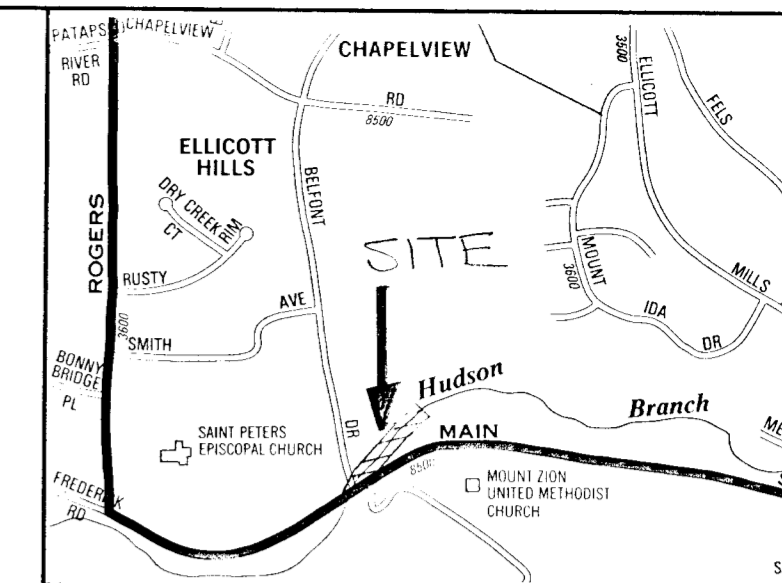 PATAPS
CHAPELVIEW
RIVER
RD
CHAPELVIEW
RD
8500
3500
ELLICOTT
FELS
ELLICOTT
HILLS
BELFONT
DRY CREEK
RIM
CT
ROGERS
SITE
RUSTY
MOUNT
3600
MILLS
IDA
DR
AVE
3600
SMITH
BONNY
BRIDGE
PL
Hudson
Branch
MAIN
DR
SAINT PETERS
EPISCOPAL CHURCH
8500
MOUNT ZION
UNITED METHODIST
CHURCH
FREDERICK
RD
ME
S